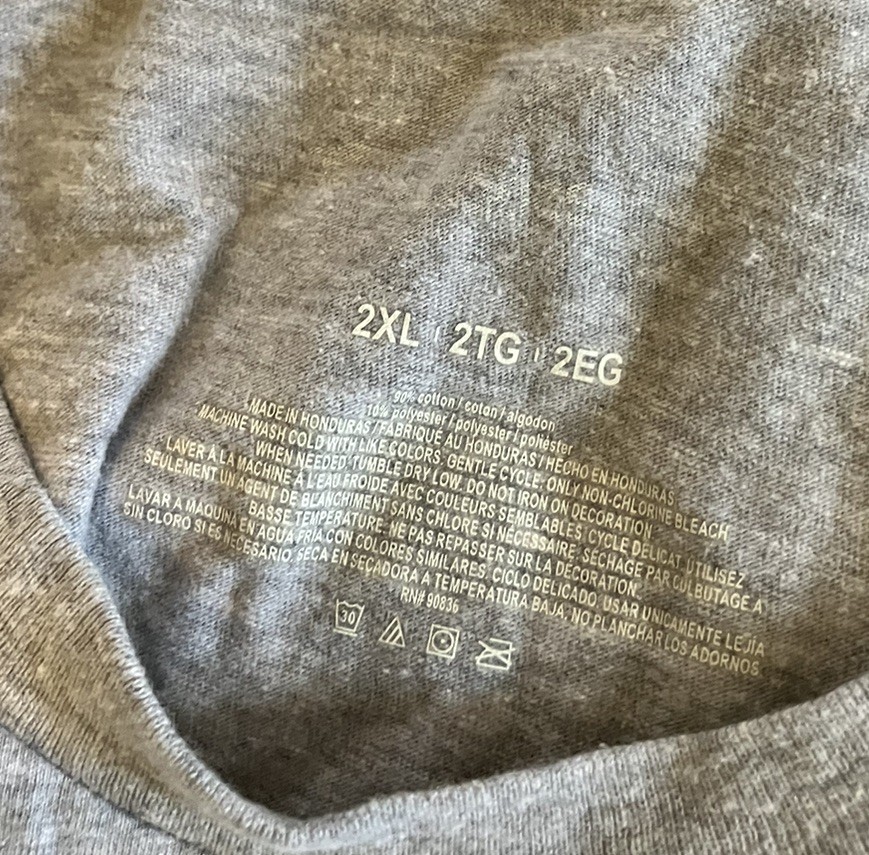 2XL | 2TG | 2EG
90% cotton / coton / algodon
10% polyester / polyester / poliéster
MADE IN HONDURAS / FABRIQUÉ AU HONDURAS / HECHO EN HONDURAS
MACHINE WASH COLD WITH LIKE COLORS, GENTLE CYCLE. ONLY NON-CHLORINE BLEACH
WHEN NEEDED. TUMBLE DRY LOW. DO NOT IRON ON DECORATION.
LAVER À LA MACHINE À L'EAU FROIDE AVEC COULEURS SEMBLABLES, CYCLE DÉLICAT. UTILISEZ
SEULEMENT UN AGENT DE BLANCHIMENT SANS CHLORE SI NÉCESSAIRE. SÉCHAGE PAR CULBUTAGE À
BASSE TEMPÉRATURE. NE PAS REPASSER SUR LA DÉCORATION.
LAVAR A MAQUINA EN AGUA FRÍA CON COLORES SIMILARES, CICLO DELICADO. USAR ÚNICAMENTE LEJÍA
SIN CLORO SI ES NECESARIO. SECA EN SECADORA A TEMPERATURA BAJA. NO PLANCHAR LOS ADORNOS.
RN# 90836
30